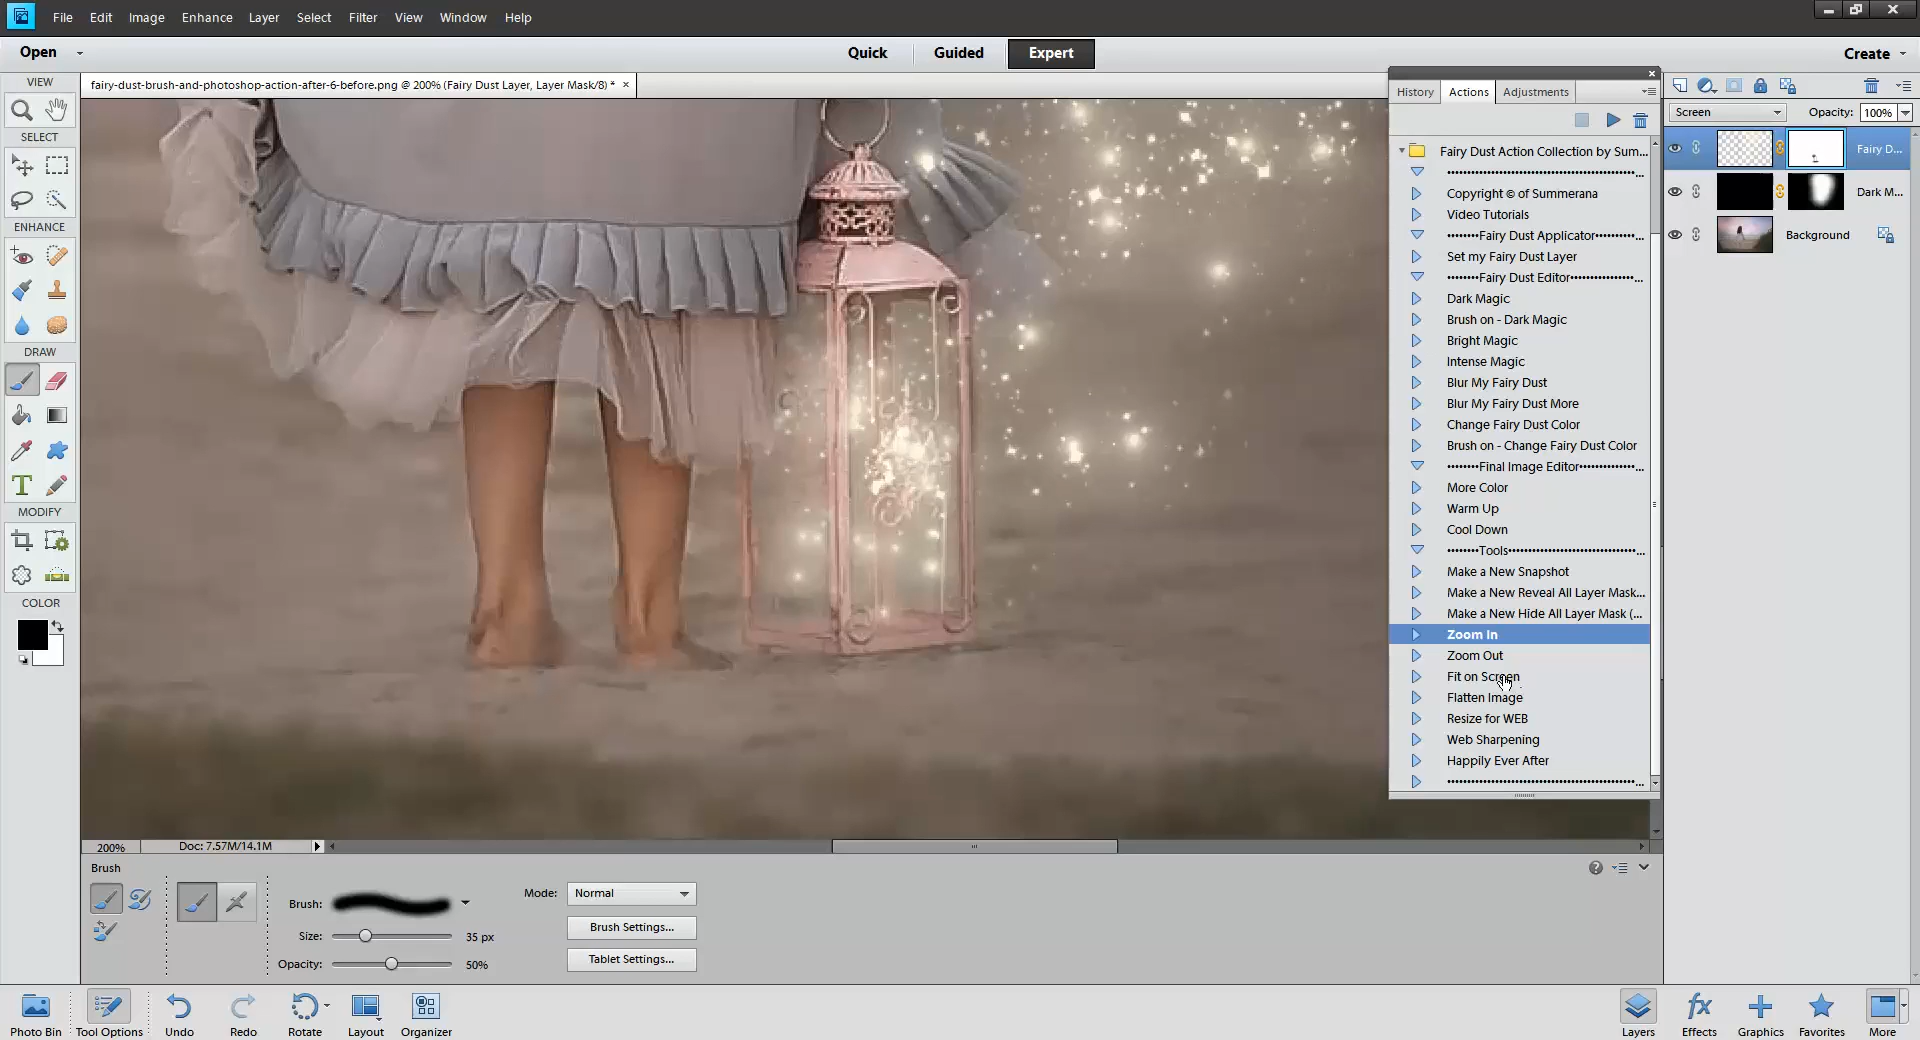 File Edit Image Enhance Layer Select Filter View Window Help
Open
Quick Guided Expert
Create
VIEW
fairy-dust-brush-and-photoshop-action-after-6-before.png @ 200% (Fairy Dust Layer, Layer Mask/8) *
SELECT
ENHANCE
DRAW
MODIFY
COLOR
History Actions Adjustments
Fairy Dust Action Collection by Sum...
••••••••••••••••••••••••••••••••••••••••...
Copyright © of Summerana
Video Tutorials
••••••••Fairy Dust Applicator••••••••••...
Set my Fairy Dust Layer
••••••••Fairy Dust Editor•••••••••••••••...
Dark Magic
Brush on - Dark Magic
Bright Magic
Intense Magic
Blur My Fairy Dust
Blur My Fairy Dust More
Change Fairy Dust Color
Brush on - Change Fairy Dust Color
••••••••Final Image Editor•••••••••••••...
More Color
Warm Up
Cool Down
••••••••Tools•••••••••••••••••••••••••••••••...
Make a New Snapshot
Make a New Reveal All Layer Mask...
Make a New Hide All Layer Mask (...
Zoom In
Zoom Out
Fit on Screen
Flatten Image
Resize for WEB
Web Sharpening
Happily Ever After
••••••••••••••••••••••••••••••••••••••••...
Screen Opacity: 100%
Fairy D...
Dark M...
Background
200% Doc: 7.57M/14.1M
Brush
Brush:
Size: 35 px
Opacity: 50%
Mode: Normal
Brush Settings...
Tablet Settings...
Photo Bin Tool Options Undo Redo Rotate Layout Organizer
Layers Effects Graphics Favorites More